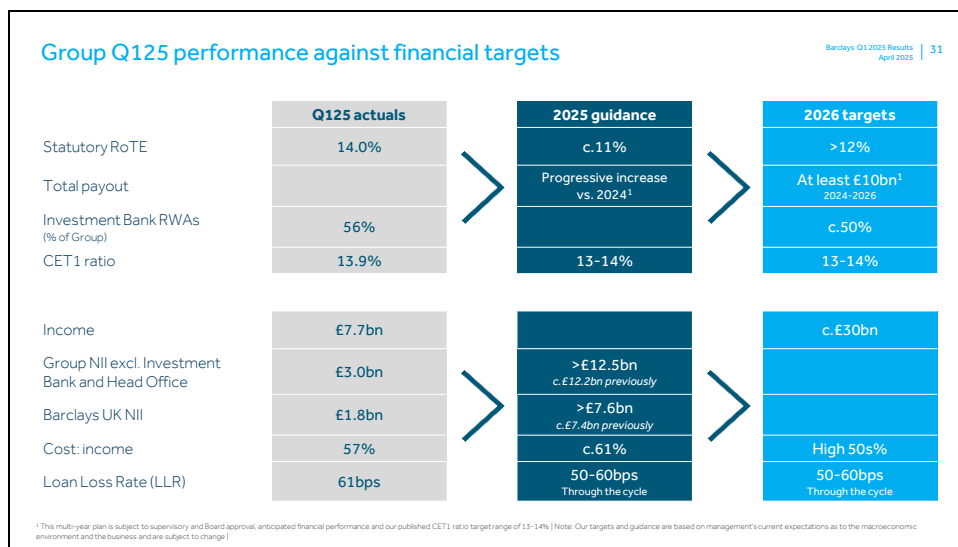 Group Q125 performance against financial targets
Barclays Q1 2025 Results
April 2025
31
Q125 actuals
2025 guidance
2026 targets
Statutory RoTE
14.0%
c.11%
>12%
Total payout
Progressive increase
vs. 2024¹
At least £10bn¹
2024-2026
Investment Bank RWAs
(% of Group)
56%
c.50%
CET1 ratio
13.9%
13-14%
13-14%
Income
£7.7bn
c.£30bn
Group NII excl. Investment
Bank and Head Office
£3.0bn
>£12.5bn
c.£12.2bn previously
Barclays UK NII
£1.8bn
>£7.6bn
c.£7.4bn previously
Cost: income
57%
c.61%
High 50s%
Loan Loss Rate (LLR)
61bps
50-60bps
Through the cycle
50-60bps
Through the cycle
¹ This multi-year plan is subject to supervisory and Board approval, anticipated financial performance and our published CET1 ratio target range of 13-14% | Note: Our targets and guidance are based on management's current expectations as to the macroeconomic
environment and the business and are subject to change |